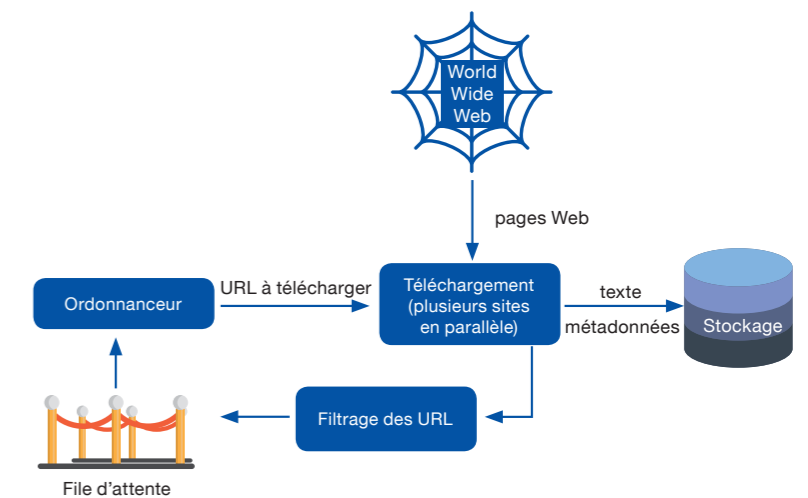 World
Wide
Web
pages Web
Ordonnanceur
URL à télécharger
Téléchargement
(plusieurs sites
en parallèle)
texte
métadonnées
Stockage
Filtrage des URL
File d'attente